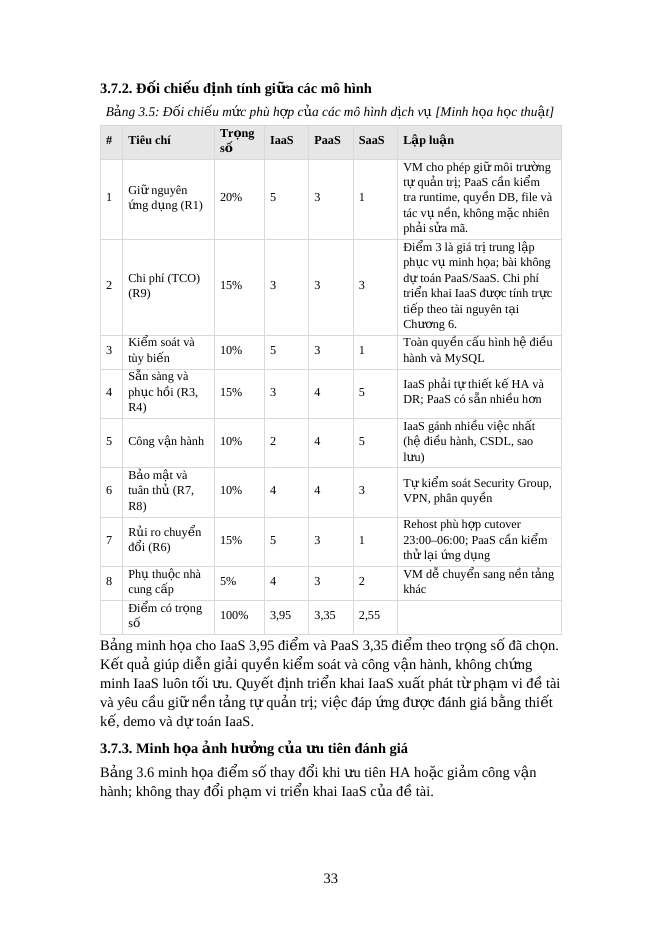 3.7.2. Đối chiếu định tính giữa các mô hình
Bảng 3.5: Đối chiếu mức phù hợp của các mô hình dịch vụ [Minh họa học thuật]
# Tiêu chí Trọng số IaaS PaaS SaaS Lập luận
1 Giữ nguyên ứng dụng (R1) 20% 5 3 1 VM cho phép giữ môi trường
tự quản trị; PaaS cần kiểm
tra runtime, quyền DB, file và
tác vụ nền, không mặc nhiên
phải sửa mã.
2 Chi phí (TCO) (R9) 15% 3 3 3 Điểm 3 là giá trị trung lập
phục vụ minh họa; bài không
dự toán PaaS/SaaS. Chi phí
triển khai IaaS được tính trực
tiếp theo tài nguyên tại
Chương 6.
3 Kiểm soát và tùy biến 10% 5 3 1 Toàn quyền cấu hình hệ điều
hành và MySQL
4 Sẵn sàng và phục hồi (R3, R4) 15% 3 4 5 IaaS phải tự thiết kế HA và
DR; PaaS có sẵn nhiều hơn
5 Công vận hành 10% 2 4 5 IaaS gánh nhiều việc nhất
(hệ điều hành, CSDL, sao
lưu)
6 Bảo mật và tuân thủ (R7, R8) 10% 4 4 3 Tự kiểm soát Security Group,
VPN, phân quyền
7 Rủi ro chuyển đổi (R6) 15% 5 3 1 Rehost phù hợp cutover
23:00–06:00; PaaS cần kiểm
thử lại ứng dụng
8 Phụ thuộc nhà cung cấp 5% 4 3 2 VM dễ chuyển sang nền tảng
khác
Điểm có trọng số 100% 3,95 3,35 2,55
Bảng minh họa cho IaaS 3,95 điểm và PaaS 3,35 điểm theo trọng số đã chọn.
Kết quả giúp diễn giải quyền kiểm soát và công vận hành, không chứng
minh IaaS luôn tối ưu. Quyết định triển khai IaaS xuất phát từ phạm vi đề tài
và yêu cầu giữ nền tảng tự quản trị; việc đáp ứng được đánh giá bằng thiết
kế, demo và dự toán IaaS.
3.7.3. Minh họa ảnh hưởng của ưu tiên đánh giá
Bảng 3.6 minh họa điểm số thay đổi khi ưu tiên HA hoặc giảm công vận
hành; không thay đổi phạm vi triển khai IaaS của đề tài.
33